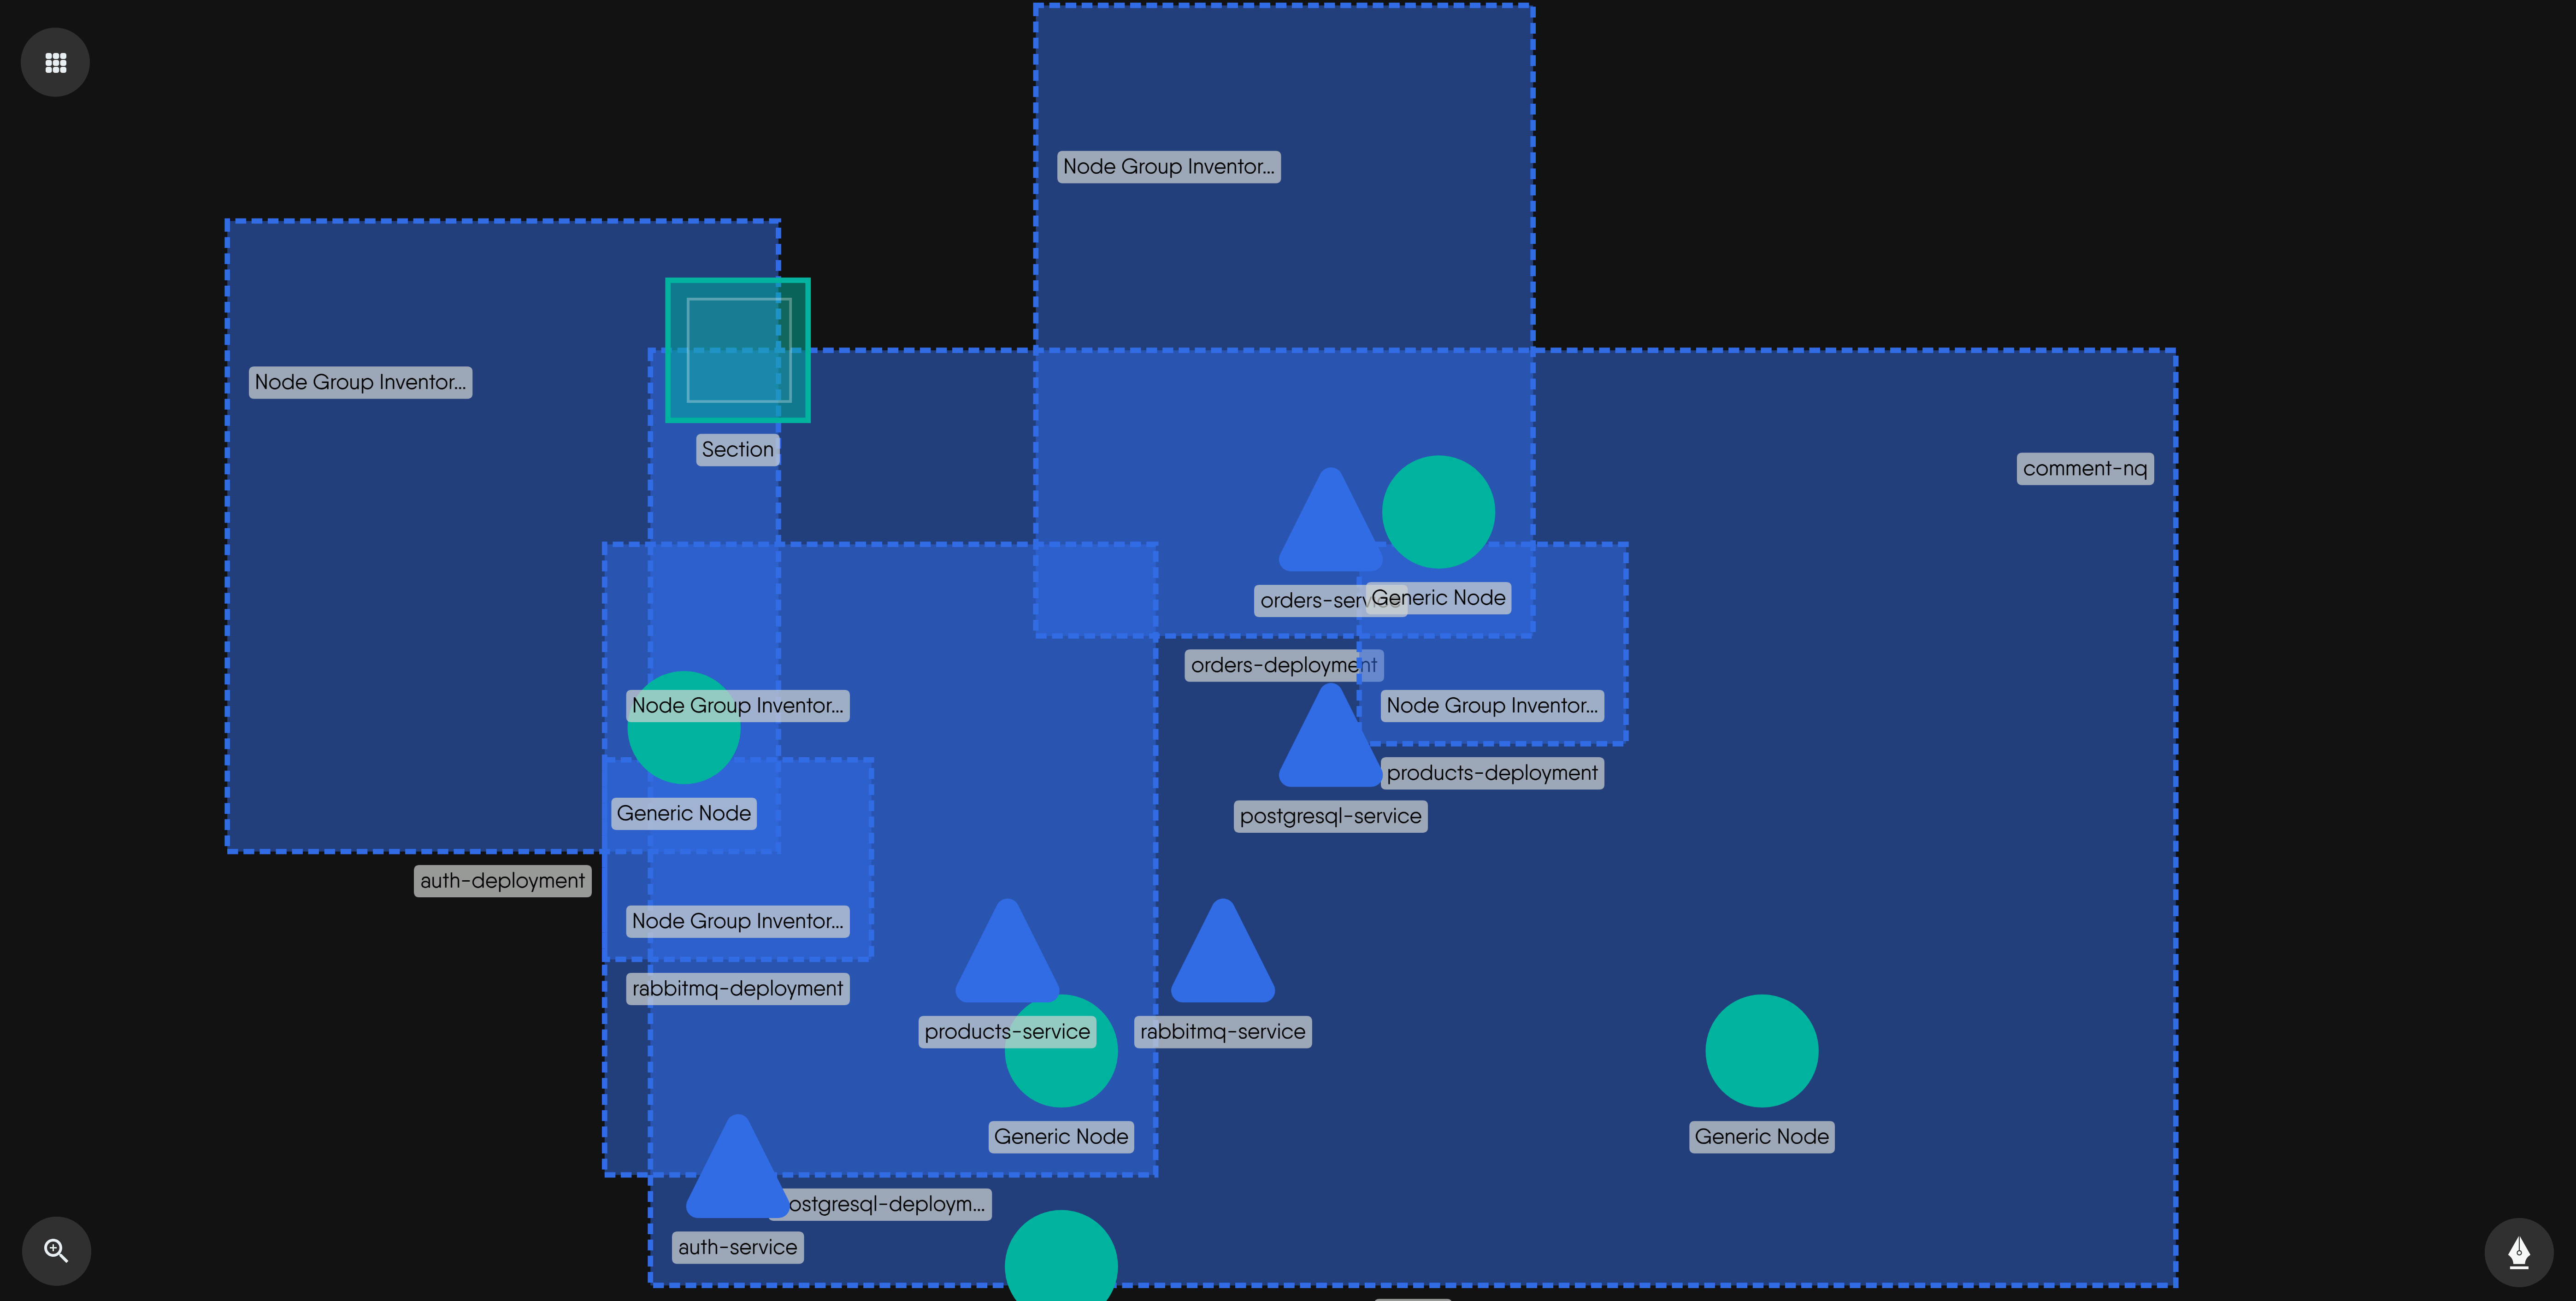 Node Group Inventor...
Node Group Inventor...
Section
comment-nq
orders-service
Generic Node
orders-deployment
Node Group Inventor...
Node Group Inventor...
products-deployment
Generic Node
postgresql-service
auth-deployment
Node Group Inventor...
rabbitmq-deployment
products-service
rabbitmq-service
Generic Node
Generic Node
ostgresql-deploym...
auth-service